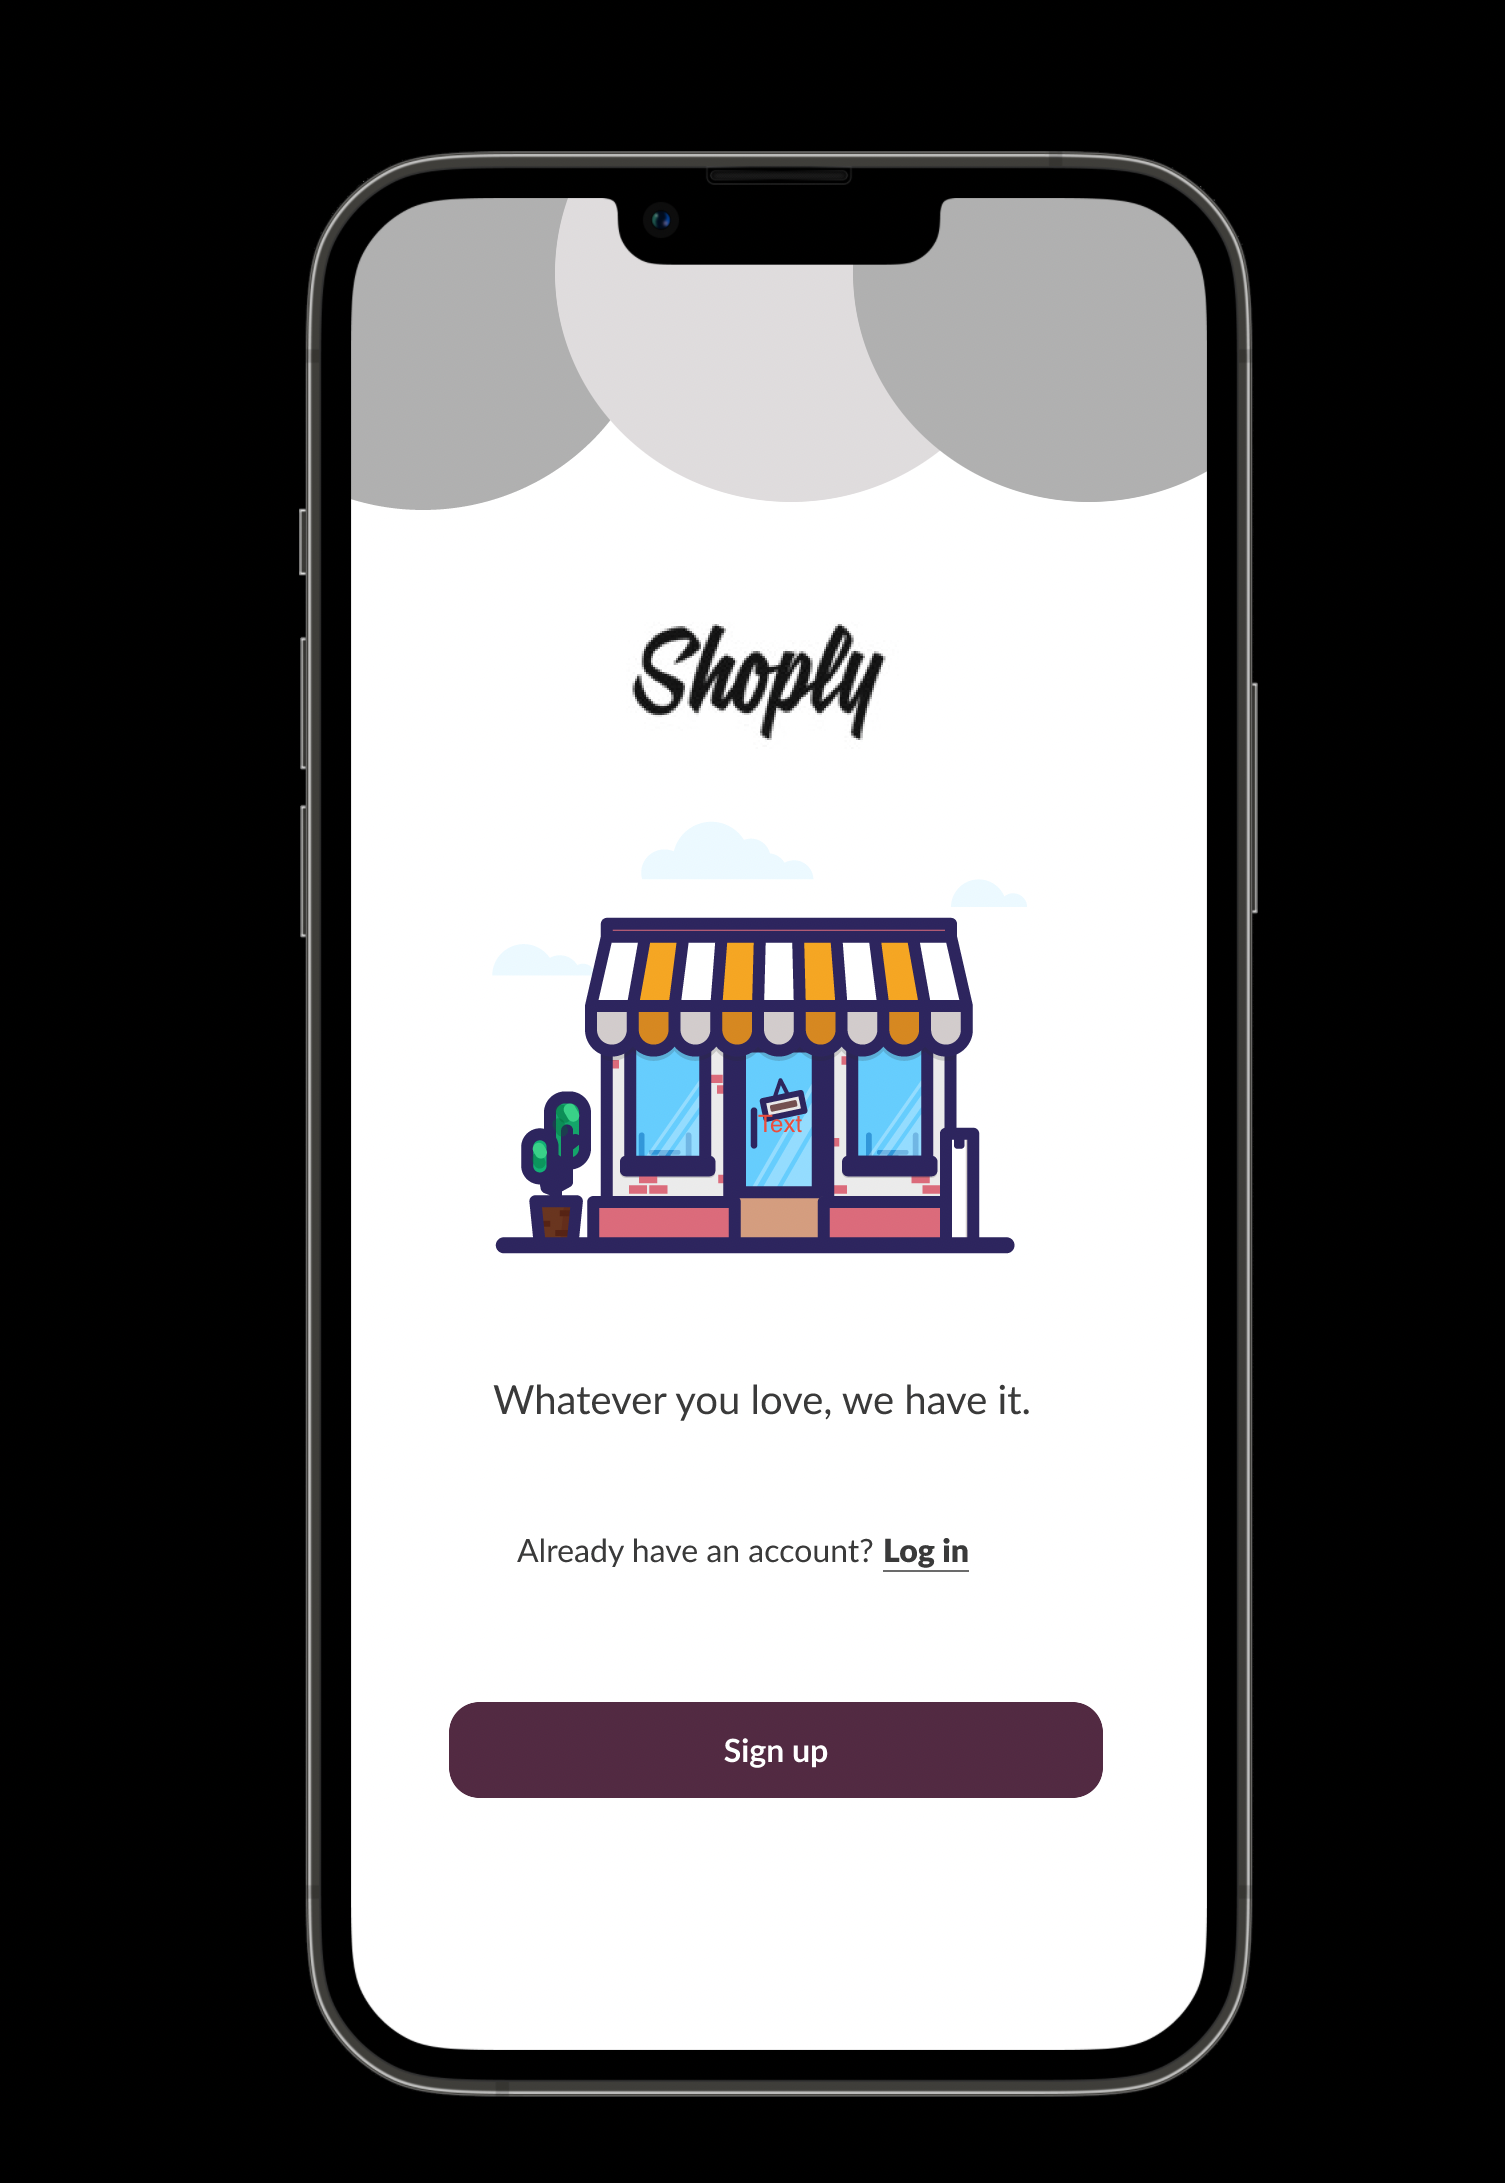 Shoply
Text
Whatever you love, we have it.
Already have an account? Log in
Sign up